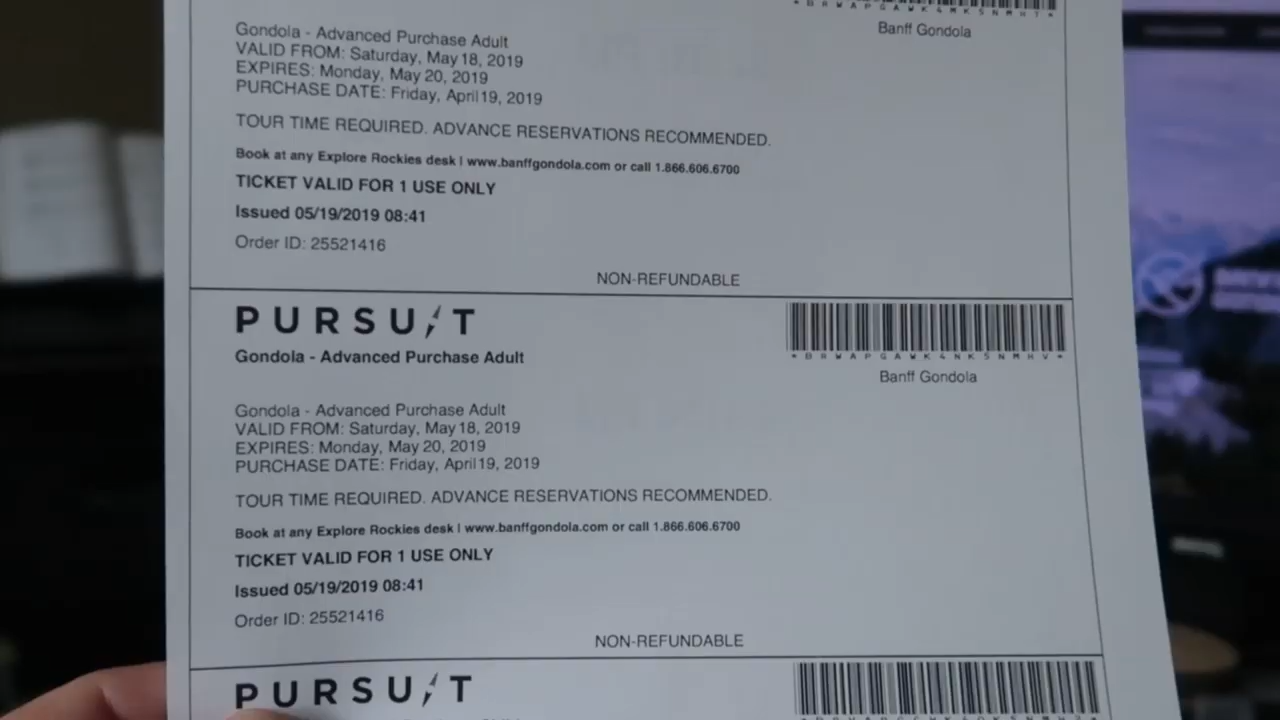 Banff Gondola
Gondola - Advanced Purchase Adult
VALID FROM: Saturday, May 18, 2019
EXPIRES: Monday, May 20, 2019
PURCHASE DATE: Friday, April 19, 2019
TOUR TIME REQUIRED. ADVANCE RESERVATIONS RECOMMENDED.
Book at any Explore Rockies desk | www.banffgondola.com or call 1.866.606.6700
TICKET VALID FOR 1 USE ONLY
Issued 05/19/2019 08:41
Order ID: 25521416
NON-REFUNDABLE
PURSUIT
Gondola - Advanced Purchase Adult
Banff Gondola
Gondola - Advanced Purchase Adult
VALID FROM: Saturday, May 18, 2019
EXPIRES: Monday, May 20, 2019
PURCHASE DATE: Friday, April 19, 2019
TOUR TIME REQUIRED. ADVANCE RESERVATIONS RECOMMENDED.
Book at any Explore Rockies desk | www.banffgondola.com or call 1.866.606.6700
TICKET VALID FOR 1 USE ONLY
Issued 05/19/2019 08:41
Order ID: 25521416
NON-REFUNDABLE
PURSUIT